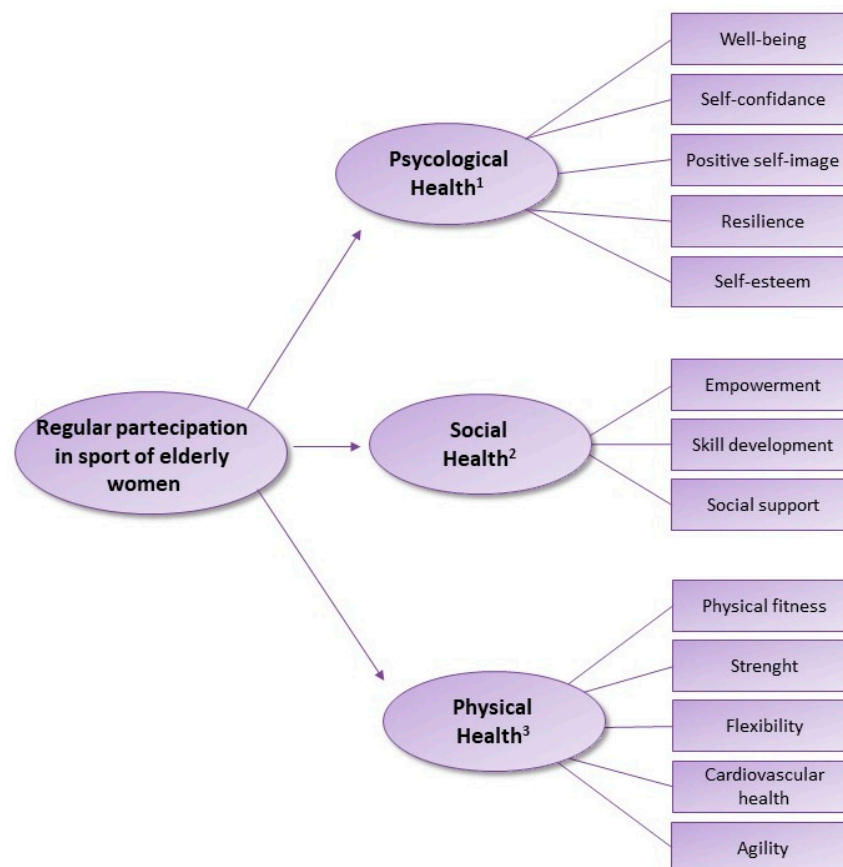 Regular partecipation
in sport of elderly
women
Psycological
Health¹
Well-being
Self-confidance
Positive self-image
Resilience
Self-esteem
Social
Health²
Empowerment
Skill development
Social support
Physical
Health³
Physical fitness
Strenght
Flexibility
Cardiovascular
health
Agility